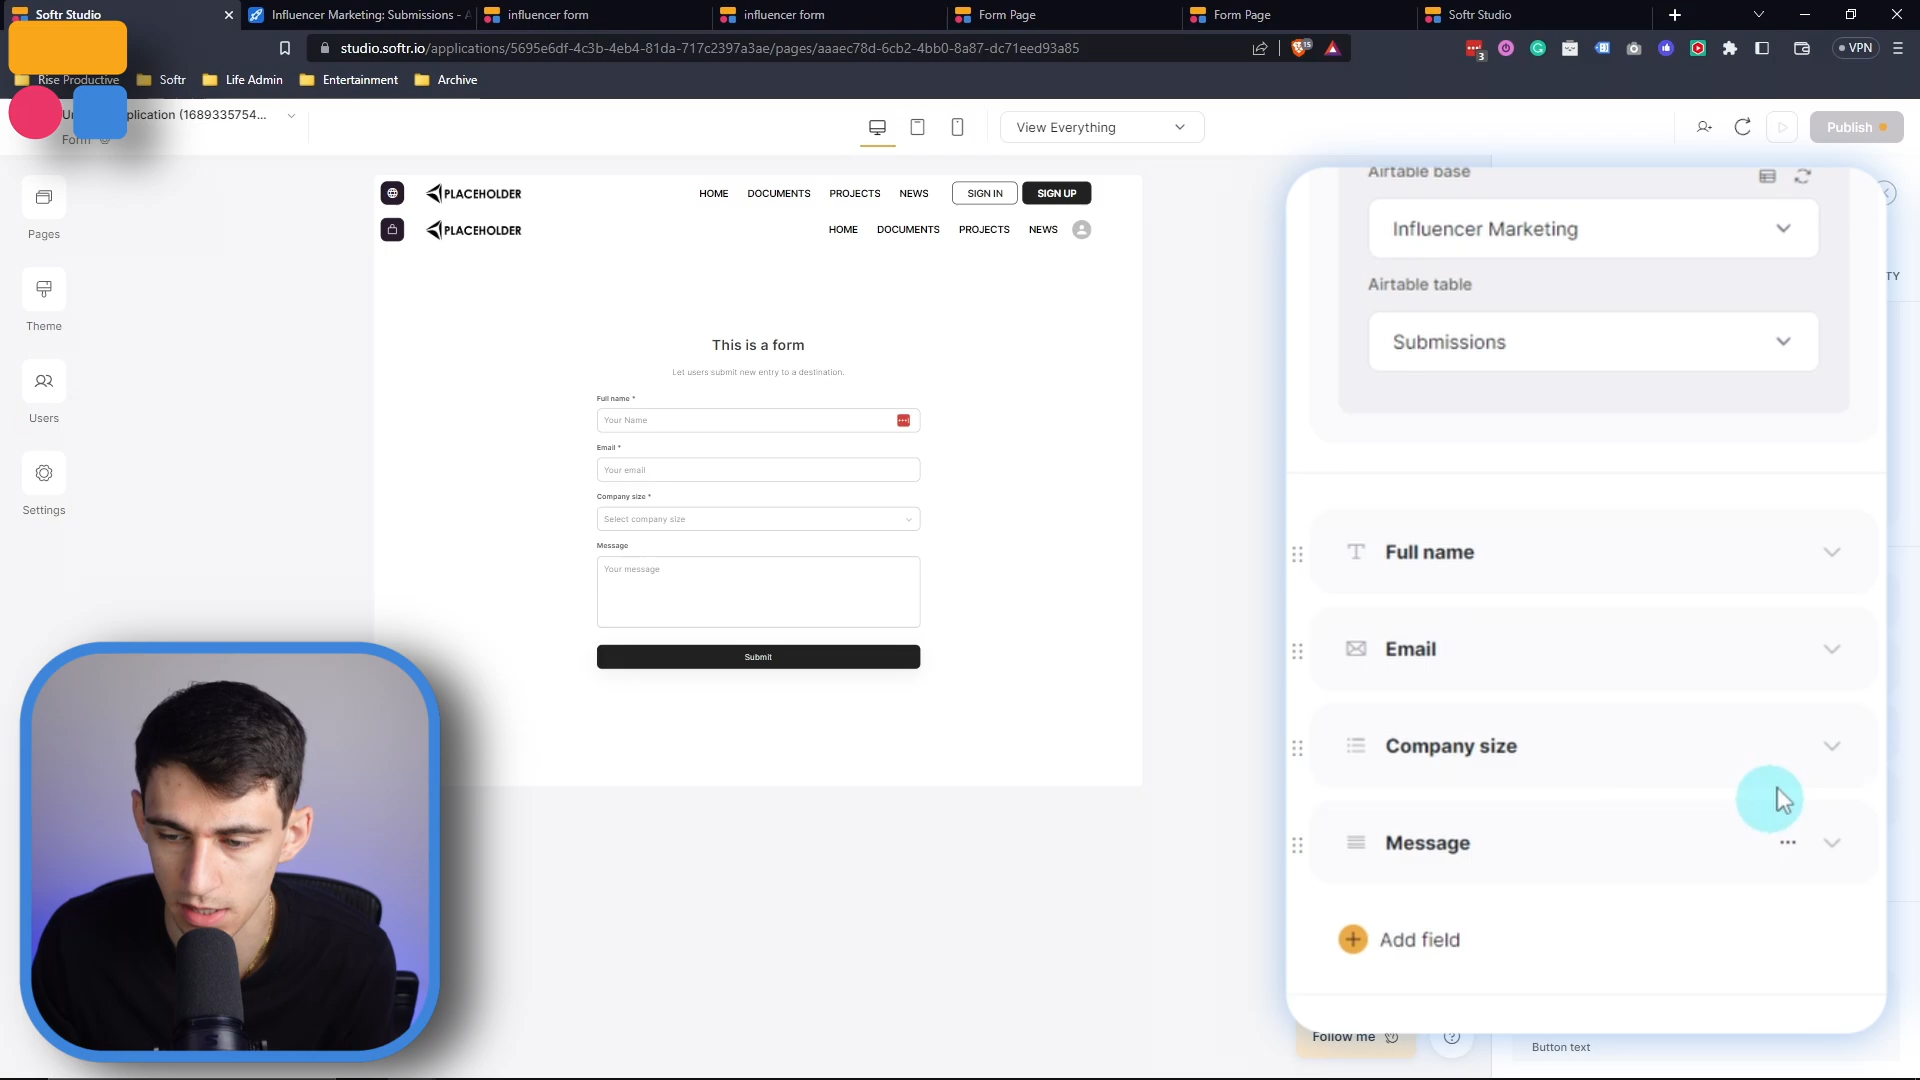 Softr Studio
Influencer Marketing: Submissions - A
influencer form
influencer form
Form Page
Form Page
Softr Studio
studio.softr.io/applications/5695e6df-4c3b-4eb4-81da-717c2397a3ae/pages/aaaec78d-6cb2-4bb0-8a87-dc71eed93a85
15
3
VPN
Rise Productive
Softr
Life Admin
Entertainment
Archive
plication (1689335754...
Form
View Everything
Publish
Pages
Theme
Users
Settings
PLACEHOLDER
HOME
DOCUMENTS
PROJECTS
NEWS
SIGN IN
SIGN UP
PLACEHOLDER
HOME
DOCUMENTS
PROJECTS
NEWS
This is a form
Let users submit new entry to a destination.
Full name *
Your Name
Email *
Your email
Company size *
Select company size
Message
Your message
Submit
Airtable base
Influencer Marketing
Airtable table
Submissions
TY
Full name
Email
Company size
Message
Add field
Follow me
Button text